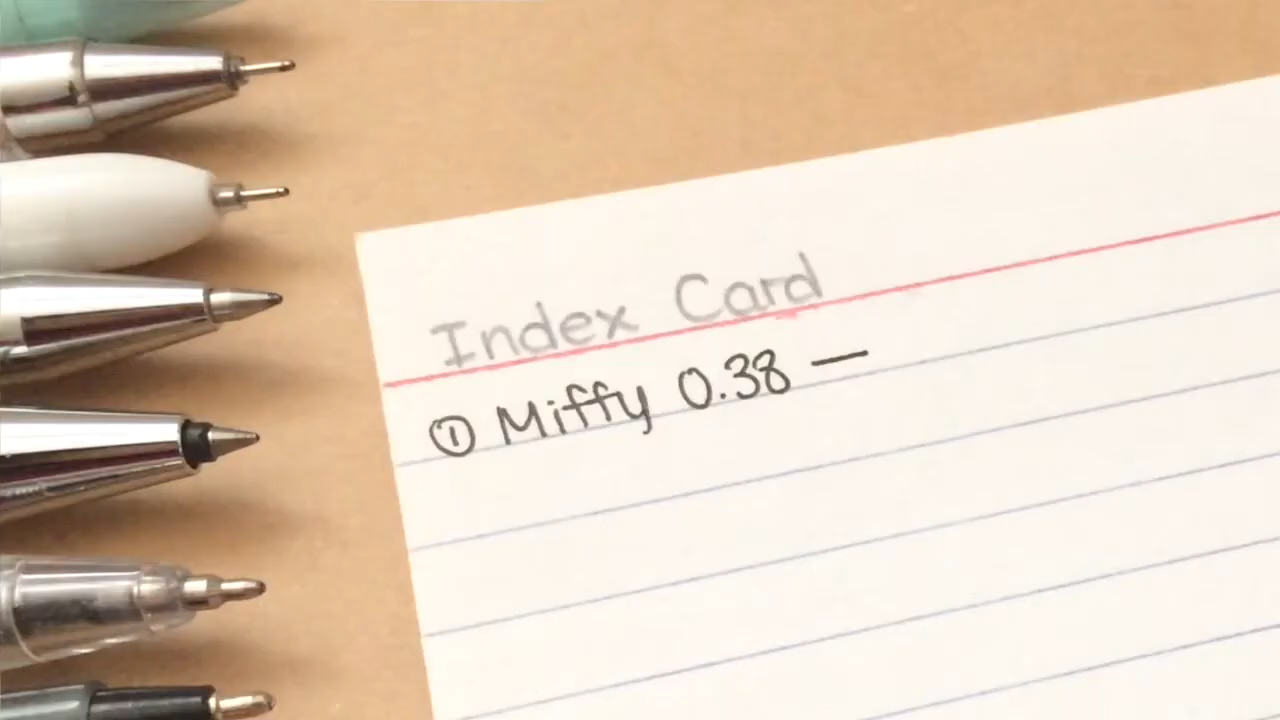 Index Card
① Miffy 0.38 —